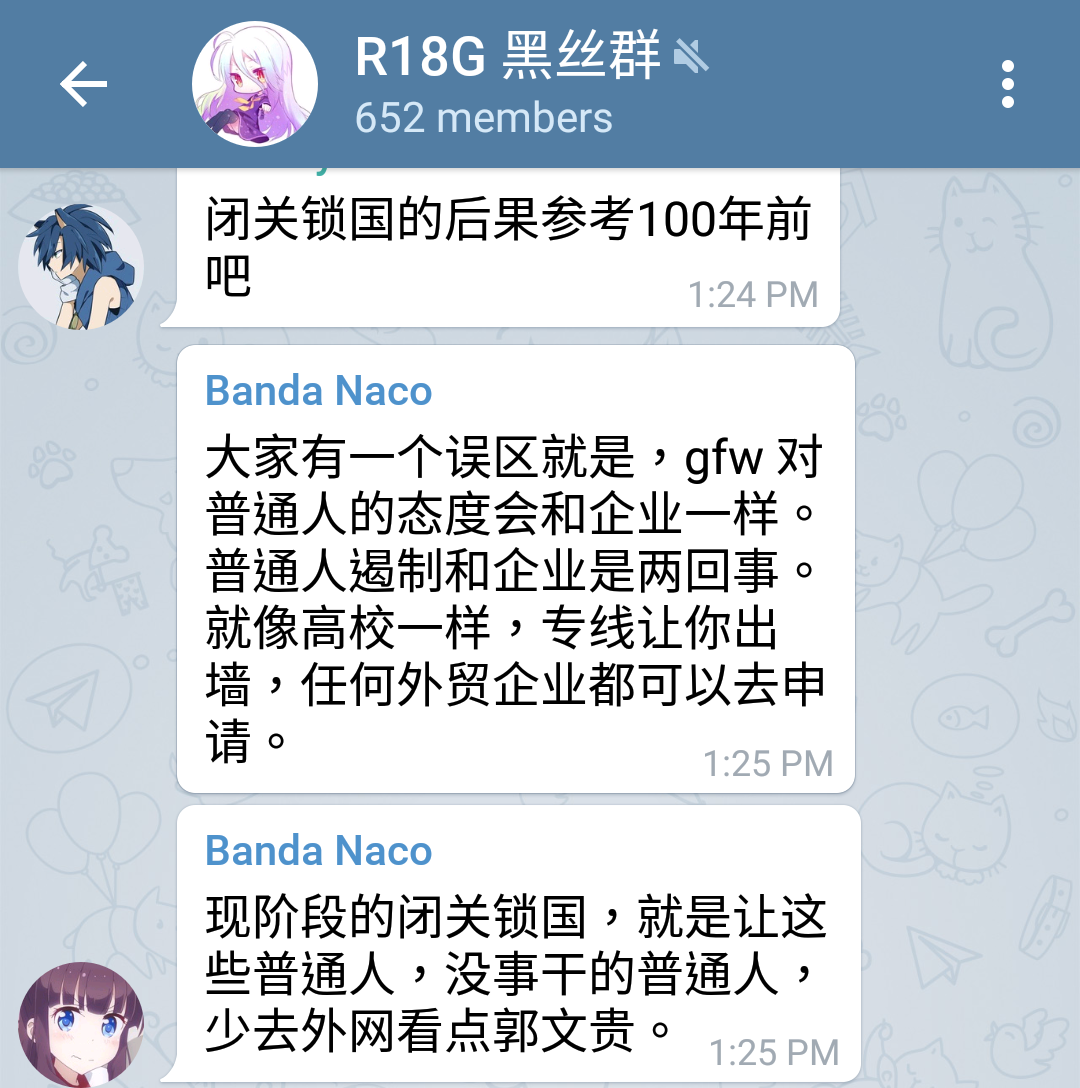 R18G 黑丝群
652 members
闭关锁国的后果参考100年前
吧
1:24 PM
Banda Naco
大家有一个误区就是，gfw 对
普通人的态度会和企业一样。
普通人遏制和企业是两回事。
就像高校一样，专线让你出
墙，任何外贸企业都可以去申
请。
1:25 PM
Banda Naco
现阶段的闭关锁国，就是让这
些普通人，没事干的普通人，
少去外网看点郭文贵。
1:25 PM